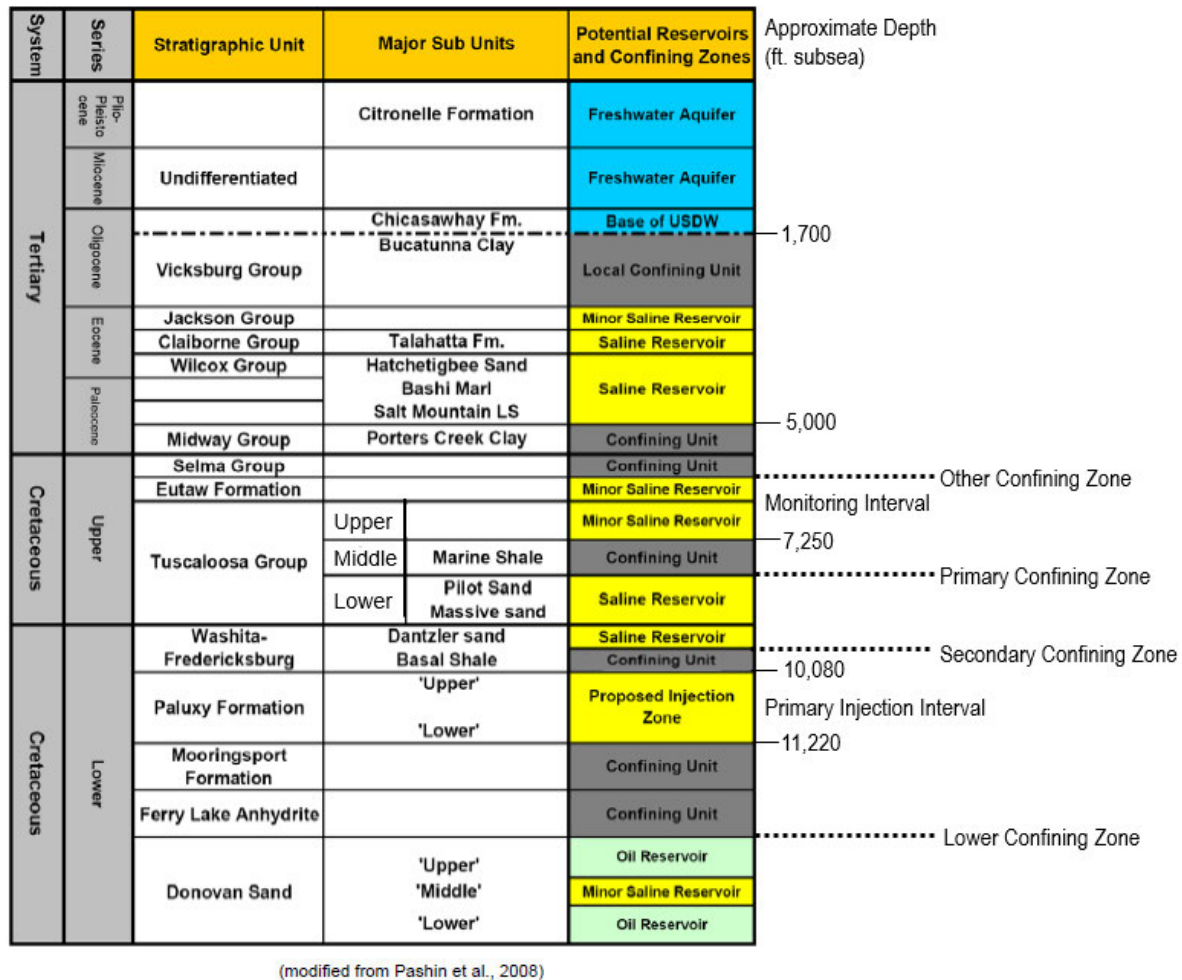 System
Series
Stratigraphic Unit
Major Sub Units
Potential Reservoirs
and Confining Zones
Approximate Depth
(ft. subsea)
Tertiary
Plio-
Pleisto
cene
Citronelle Formation
Freshwater Aquifer
Miocene
Undifferentiated
Freshwater Aquifer
Oligocene
Chicasawhay Fm.
Base of USDW
1,700
Bucatunna Clay
Vicksburg Group
Local Confining Unit
Eocene
Jackson Group
Minor Saline Reservoir
Claiborne Group
Talahatta Fm.
Saline Reservoir
Wilcox Group
Hatchetigbee Sand
Bashi Marl
Salt Mountain LS
Saline Reservoir
Paleocene
5,000
Midway Group
Porters Creek Clay
Confining Unit
Cretaceous
Upper
Selma Group
Confining Unit
Other Confining Zone
Eutaw Formation
Minor Saline Reservoir
Monitoring Interval
Tuscaloosa Group
Upper
Minor Saline Reservoir
7,250
Middle
Marine Shale
Confining Unit
Primary Confining Zone
Lower
Pilot Sand
Massive sand
Saline Reservoir
Cretaceous
Lower
Washita-
Fredericksburg
Dantzler sand
Basal Shale
Saline Reservoir
Confining Unit
Secondary Confining Zone
10,080
Paluxy Formation
'Upper'
'Lower'
Proposed Injection
Zone
Primary Injection Interval
11,220
Mooringsport
Formation
Confining Unit
Ferry Lake Anhydrite
Confining Unit
Lower Confining Zone
Donovan Sand
'Upper'
'Middle'
'Lower'
Oil Reservoir
Minor Saline Reservoir
Oil Reservoir
(modified from Pashin et al., 2008)